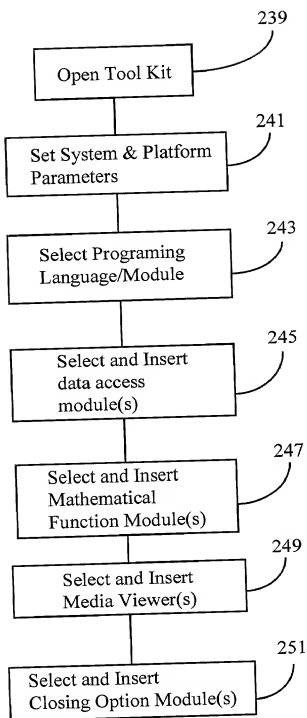 239
Open Tool Kit
241
Set System & Platform
Parameters
243
Select Programing
Language/Module
245
Select and Insert
data access
module(s)
247
Select and Insert
Mathematical
Function Module(s)
249
Select and Insert
Media Viewer(s)
251
Select and Insert
Closing Option Module(s)